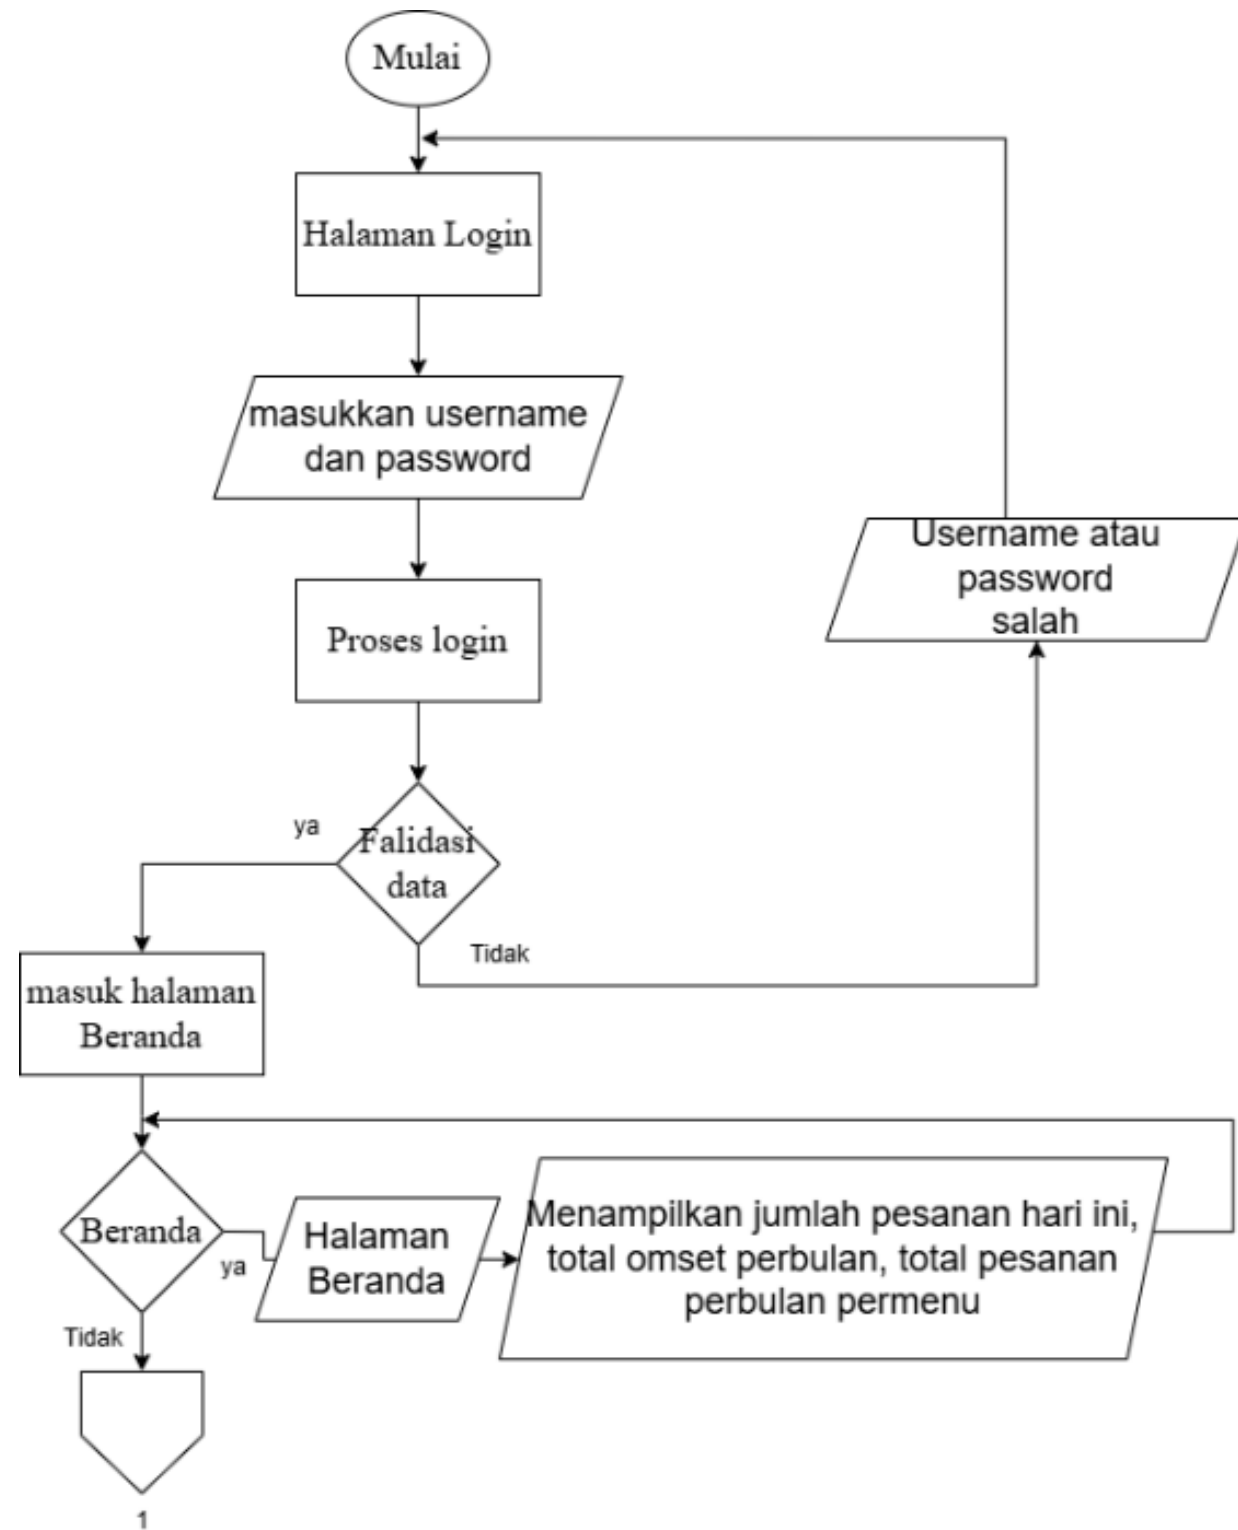 Mulai
Halaman Login
masukkan username
dan password
Proses login
Username atau
password
salah
ya
Falidasi
data
Tidak
masuk halaman
Beranda
Beranda
ya
Halaman
Beranda
Menampilkan jumlah pesanan hari ini,
total omset perbulan, total pesanan
perbulan permenu
Tidak
1